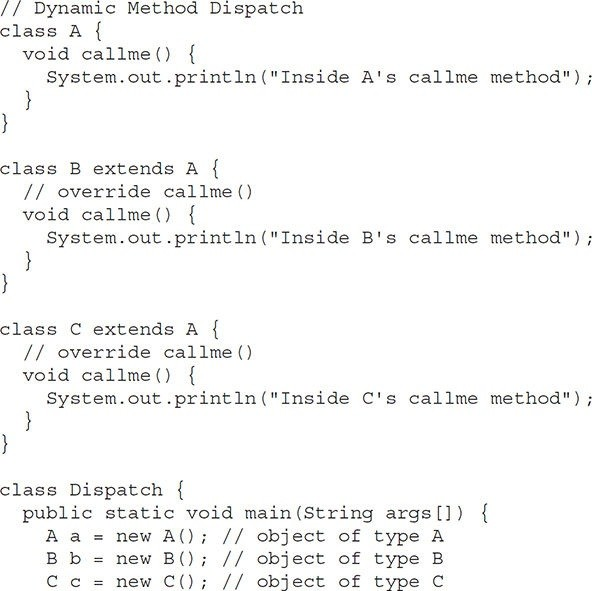 // Dynamic Method Dispatch
class A {
  void callme() {
    System.out.println("Inside A's callme method");
  }
}

class B extends A {
  // override callme()
  void callme() {
    System.out.println("Inside B's callme method");
  }
}

class C extends A {
  // override callme()
  void callme() {
    System.out.println("Inside C's callme method");
  }
}

class Dispatch {
  public static void main(String args[]) {
    A a = new A(); // object of type A
    B b = new B(); // object of type B
    C c = new C(); // object of type C